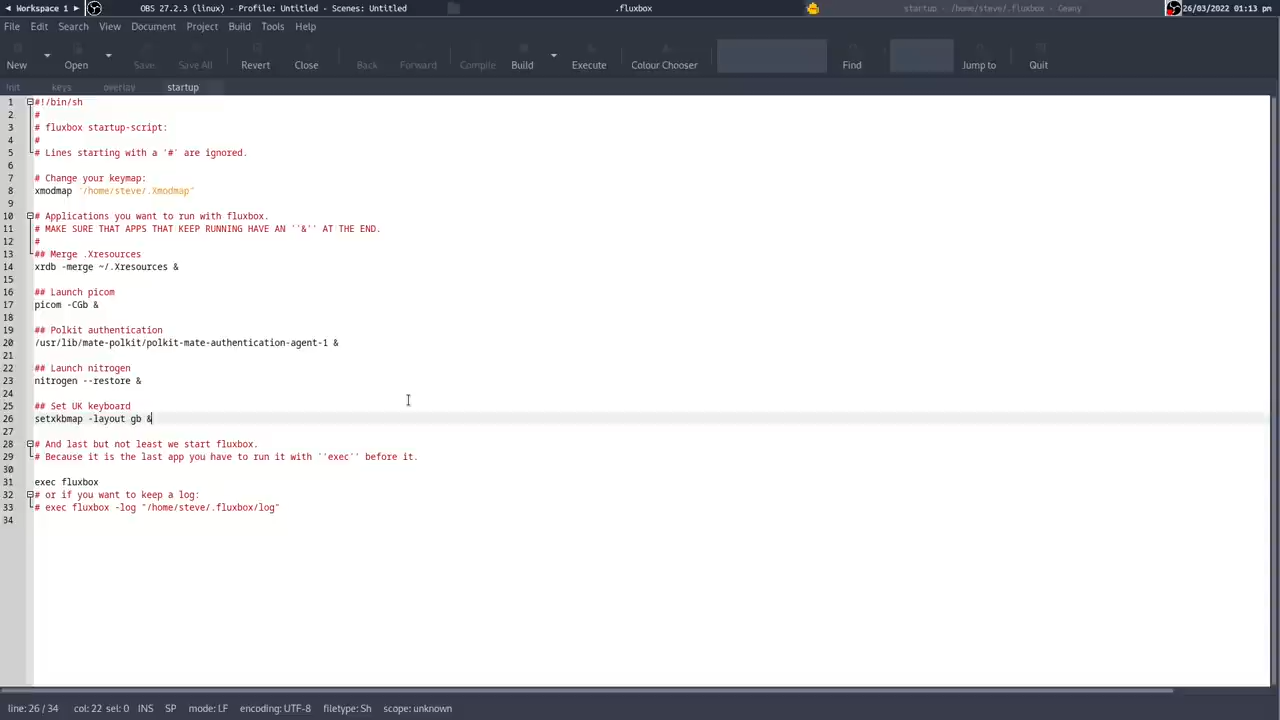 ◀ Workspace 1 ▶ OBS 27.2.3 (linux) - Profile: Untitled - Scenes: Untitled .fluxbox startup - /home/steve/.fluxbox - Geany 26/03/2022 01:13 pm
File Edit Search View Document Project Build Tools Help
New Open Save Save All Revert Close Back Forward Compile Build Execute Colour Chooser Find Jump to Quit
init keys overlay startup
1 #!/bin/sh
2 #
3 # fluxbox startup-script:
4 #
5 # Lines starting with a '#' are ignored.
6
7 # Change your keymap:
8 xmodmap "/home/steve/.Xmodmap"
9
10 # Applications you want to run with fluxbox.
11 # MAKE SURE THAT APPS THAT KEEP RUNNING HAVE AN ''&'' AT THE END.
12 #
13 ## Merge .Xresources
14 xrdb -merge ~/.Xresources &
15
16 ## Launch picom
17 picom -CGb &
18
19 ## Polkit authentication
20 /usr/lib/mate-polkit/polkit-mate-authentication-agent-1 &
21
22 ## Launch nitrogen
23 nitrogen --restore &
24
25 ## Set UK keyboard
26 setxkbmap -layout gb &
27
28 # And last but not least we start fluxbox.
29 # Because it is the last app you have to run it with ''exec'' before it.
30
31 exec fluxbox
32 # or if you want to keep a log:
33 # exec fluxbox -log "/home/steve/.fluxbox/log"
34
line: 26 / 34 col: 22 sel: 0 INS SP mode: LF encoding: UTF-8 filetype: Sh scope: unknown